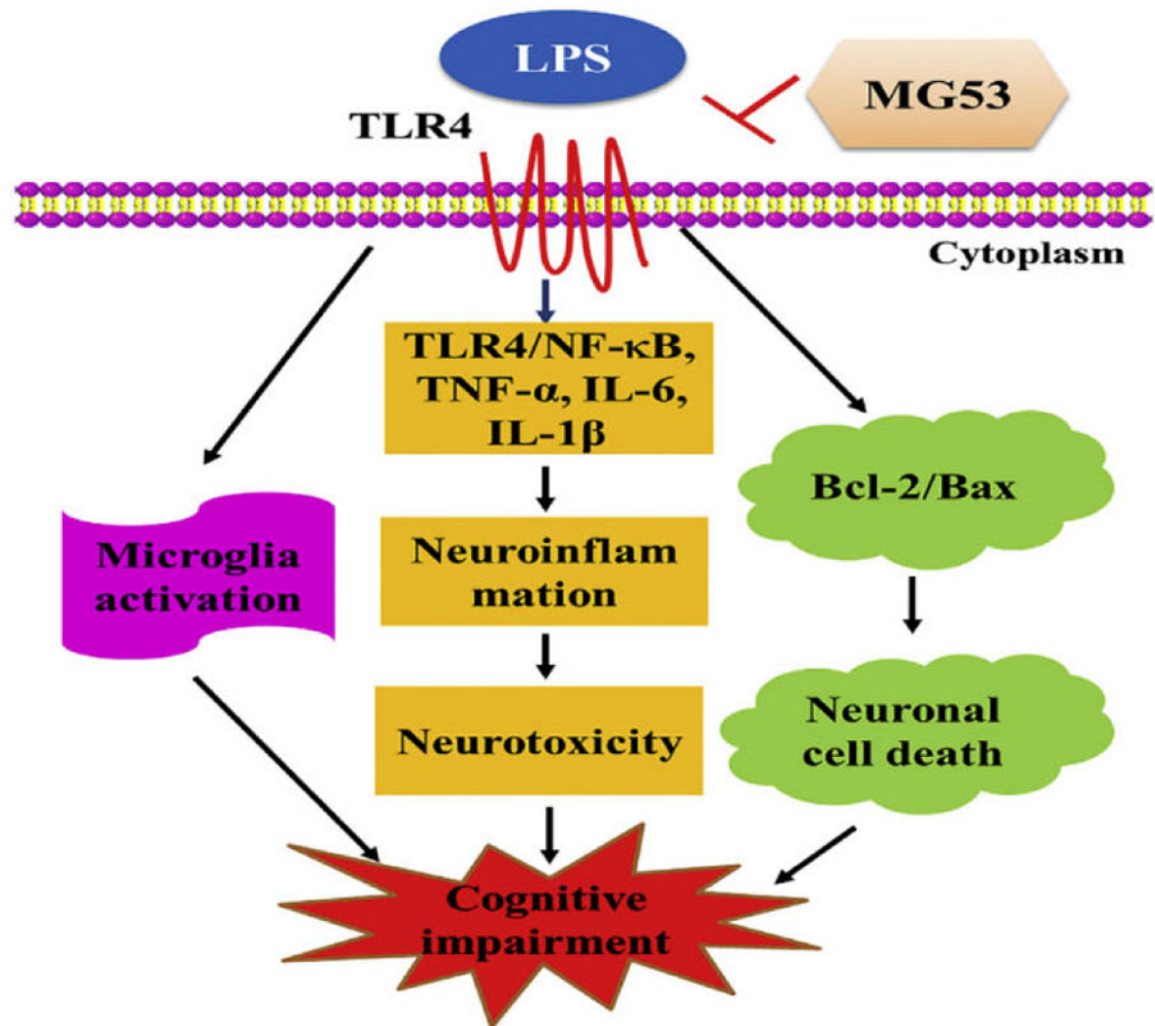 LPS
MG53
TLR4
Cytoplasm
TLR4/NF-κB,
TNF-α, IL-6,
IL-1β
Bcl-2/Bax
Microglia
activation
Neuroinflam
mation
Neurotoxicity
Neuronal
cell death
Cognitive
impairment